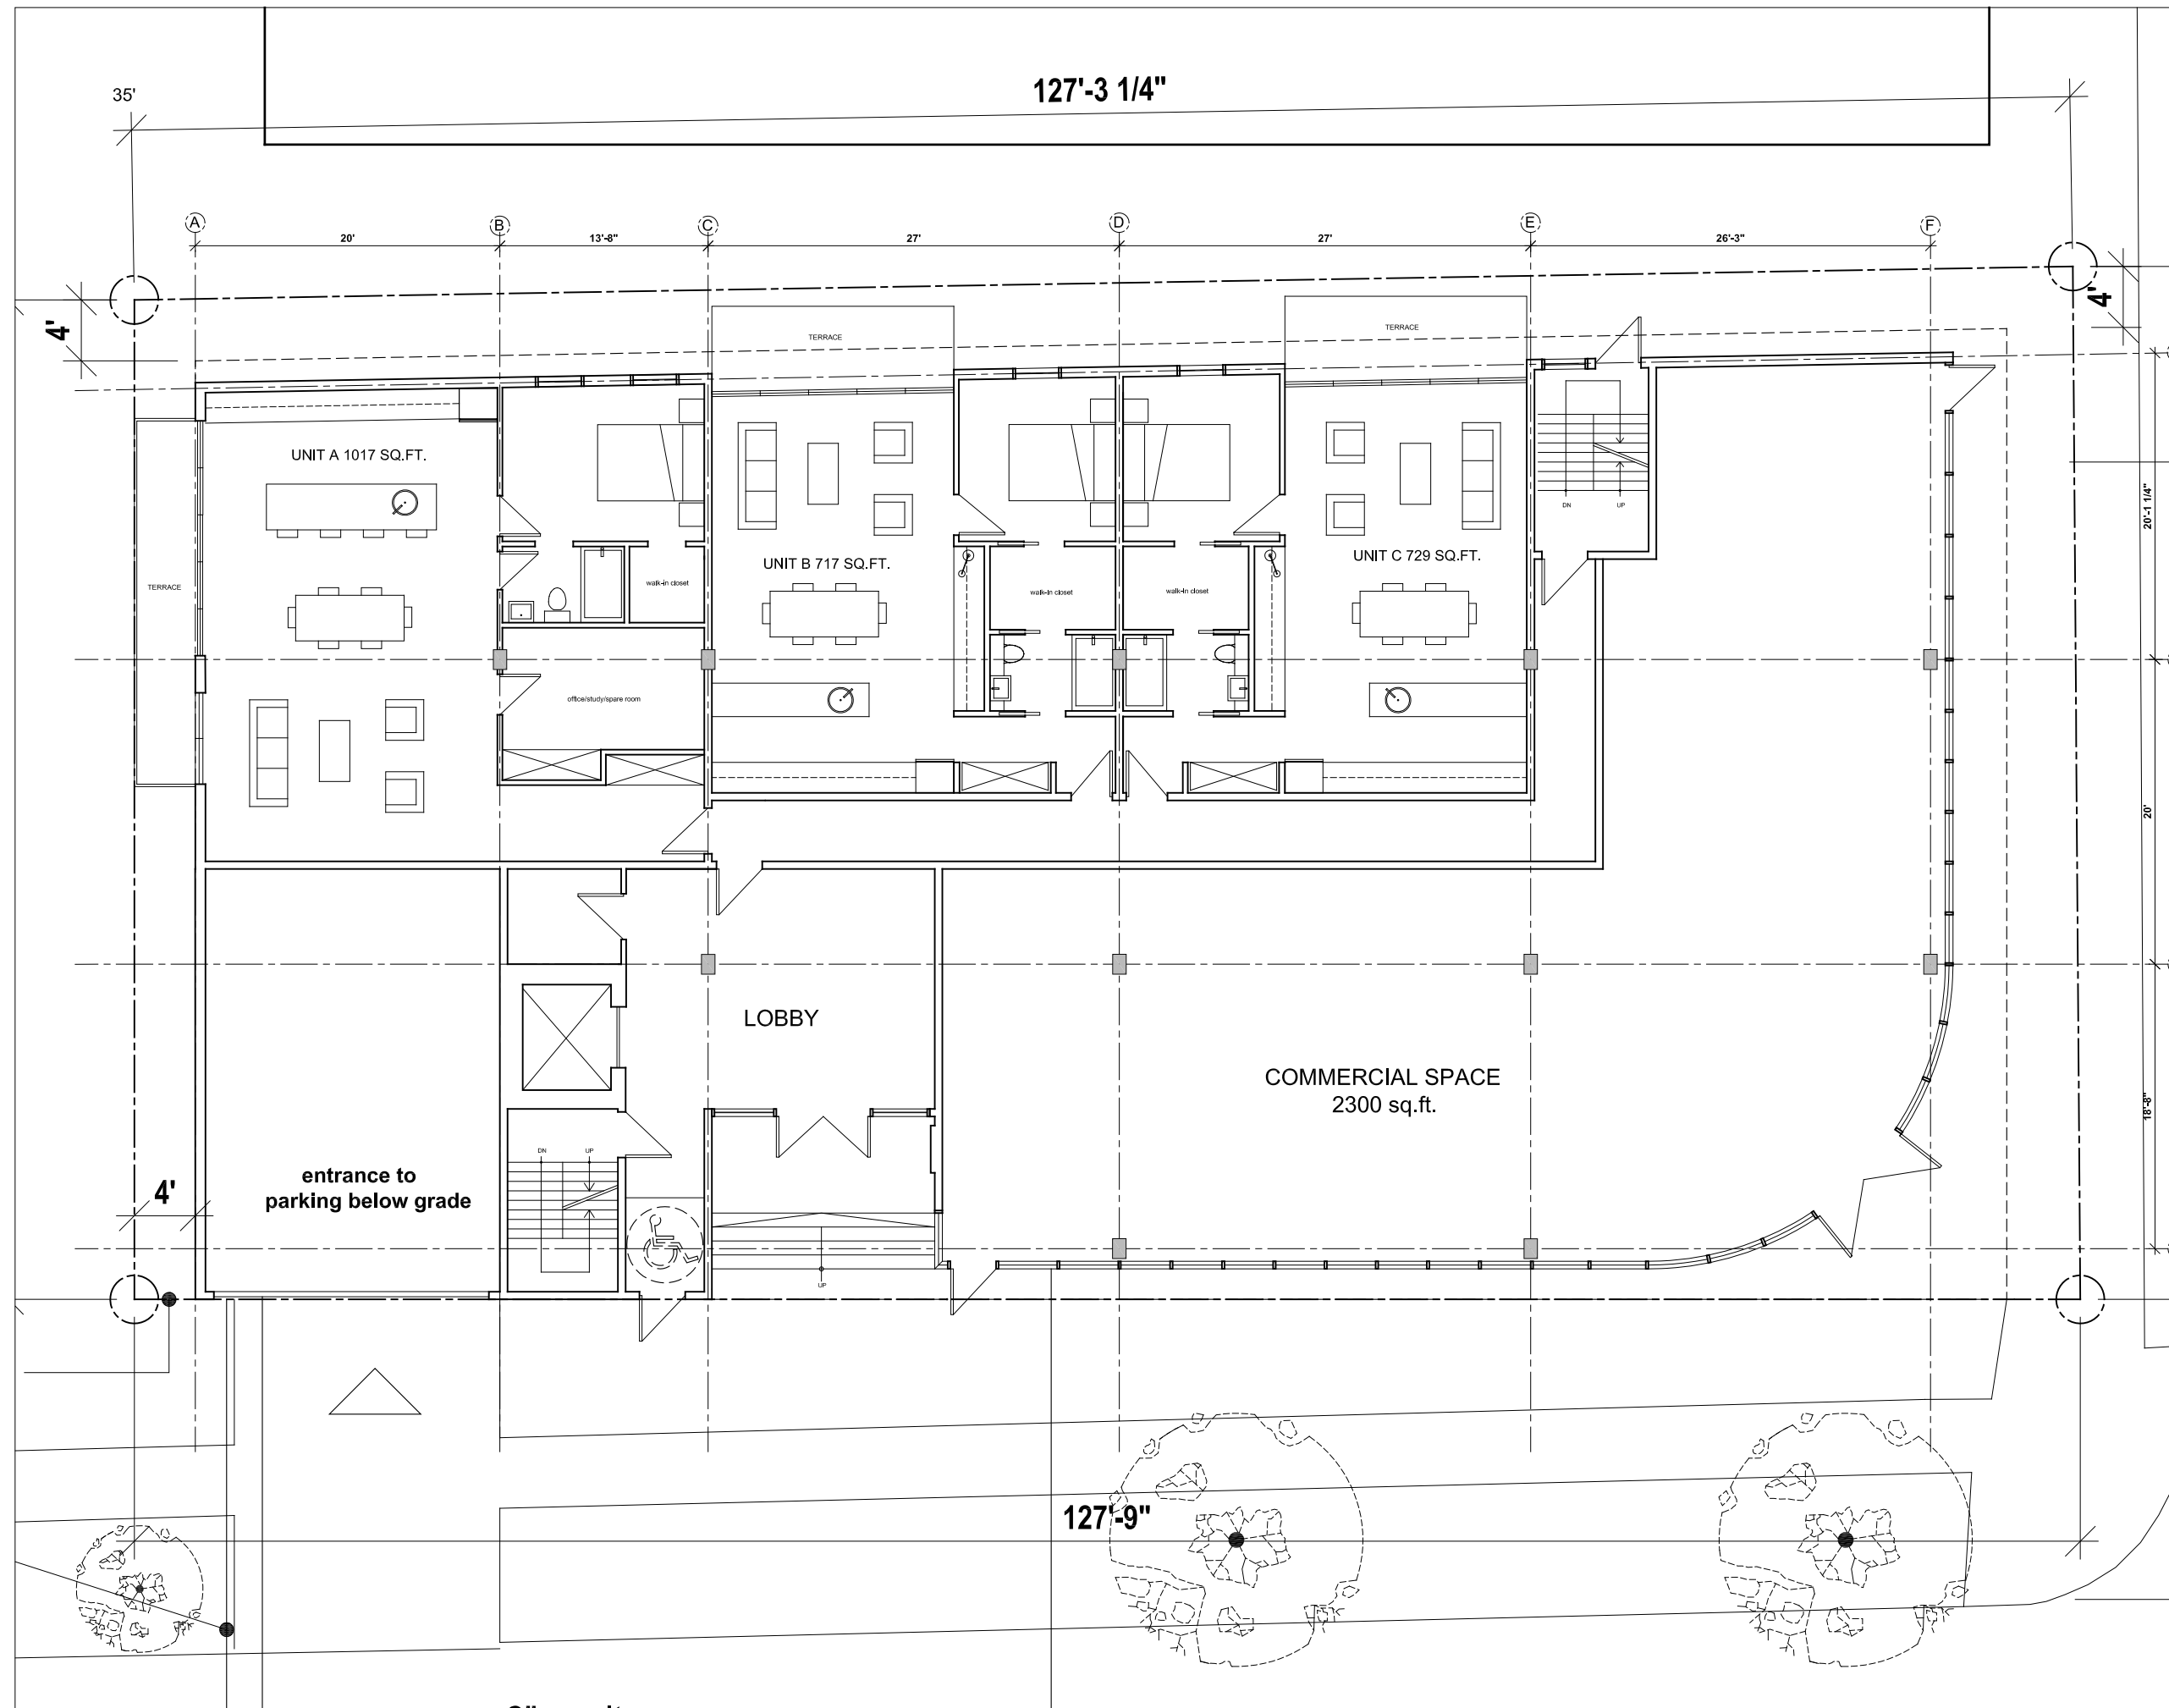 127'-3 1/4"
35'
A
B
C
D
E
F
20'
13'-8"
27'
27'
26'-3"
4'
4'
TERRACE
TERRACE
UNIT A 1017 SQ.FT.
DN
UP
20'-1 1/4"
UNIT B 717 SQ.FT.
UNIT C 729 SQ.FT.
TERRACE
walk-in closet
walk-in closet
walk-in closet
office/study/spare room
20'
LOBBY
COMMERCIAL SPACE
2300 sq.ft.
18'-8"
DN
UP
entrance to
parking below grade
4'
UP
127'-9"